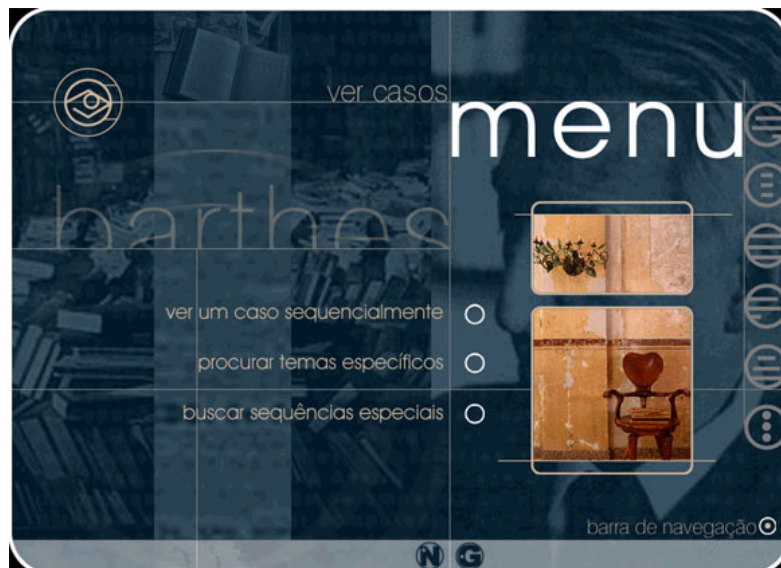 ver casos
menu
barthes
ver um caso sequencialmente
procurar temas específicos
buscar sequências especiais
barra de navegação
N G